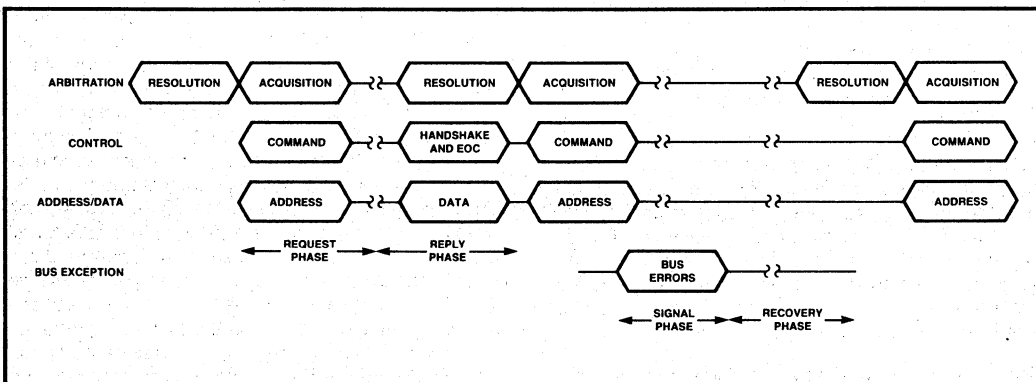 ARBITRATION RESOLUTION ACQUISITION RESOLUTION ACQUISITION RESOLUTION ACQUISITION
CONTROL COMMAND HANDSHAKE AND EOC COMMAND COMMAND
ADDRESS/DATA ADDRESS DATA ADDRESS ADDRESS
REQUEST PHASE REPLY PHASE
BUS EXCEPTION BUS ERRORS
SIGNAL PHASE RECOVERY PHASE